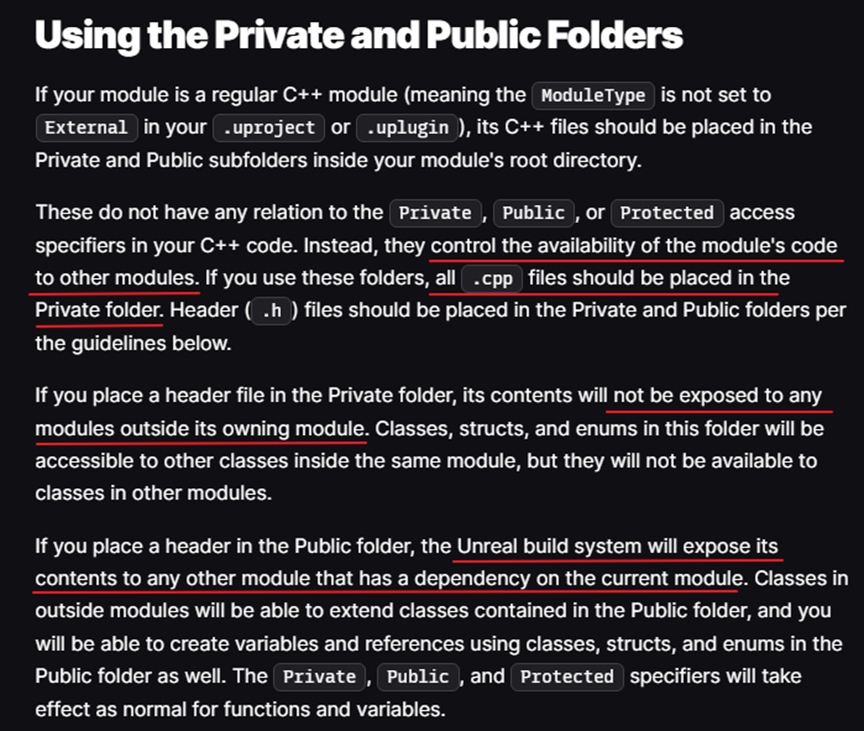 Using the Private and Public Folders
If your module is a regular C++ module (meaning the ModuleType is not set to
External in your .uproject or .uplugin), its C++ files should be placed in the
Private and Public subfolders inside your module's root directory.
These do not have any relation to the Private, Public, or Protected access
specifiers in your C++ code. Instead, they control the availability of the module's code
to other modules. If you use these folders, all .cpp files should be placed in the
Private folder. Header (.h) files should be placed in the Private and Public folders per
the guidelines below.
If you place a header file in the Private folder, its contents will not be exposed to any
modules outside its owning module. Classes, structs, and enums in this folder will be
accessible to other classes inside the same module, but they will not be available to
classes in other modules.
If you place a header in the Public folder, the Unreal build system will expose its
contents to any other module that has a dependency on the current module. Classes in
outside modules will be able to extend classes contained in the Public folder, and you
will be able to create variables and references using classes, structs, and enums in the
Public folder as well. The Private, Public, and Protected specifiers will take
effect as normal for functions and variables.